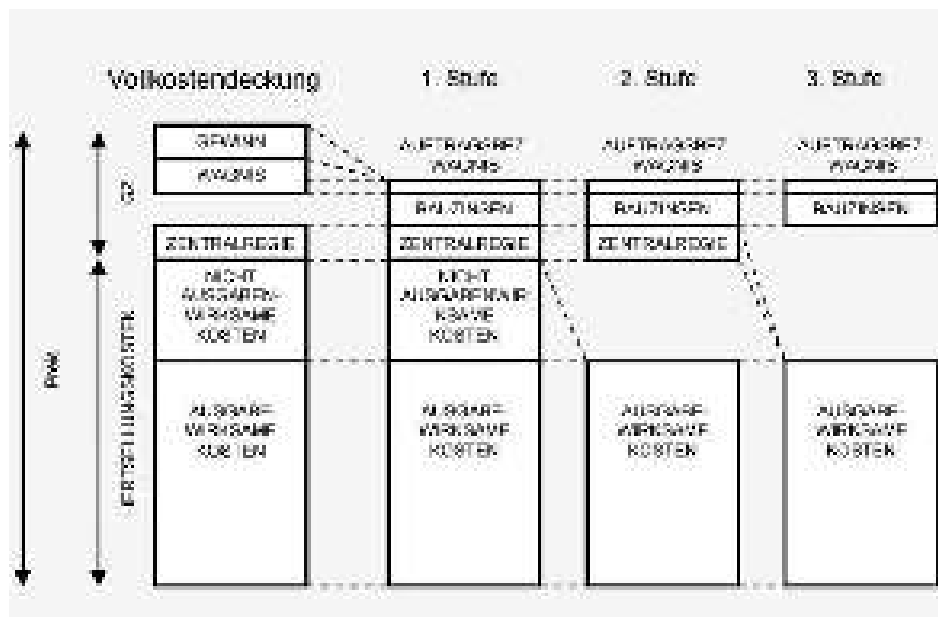 Vollkostendeckung
1. Stufe
2. Stufe
3. Stufe
GEWINN
WAGNIS
ZENTRALREGIE
NICHT
AUSGABEN-
WIRKSAME
KOSTEN
AUSGABE-
WIRKSAME
KOSTEN
AUFTRAGSBEZ
WAGNIS
BAUZINSEN
ZENTRALREGIE
NICHT
AUSGABENWIR
KSAME
KOSTEN
AUSGABE-
WIRKSAME
KOSTEN
AUFTRAGSBEZ
WAGNIS
BAUZINSEN
ZENTRALREGIE
AUSGABE-
WIRKSAME
KOSTEN
AUFTRAGSBEZ
WAGNIS
BAUZINSEN
AUSGABE-
WIRKSAME
KOSTEN
Preis